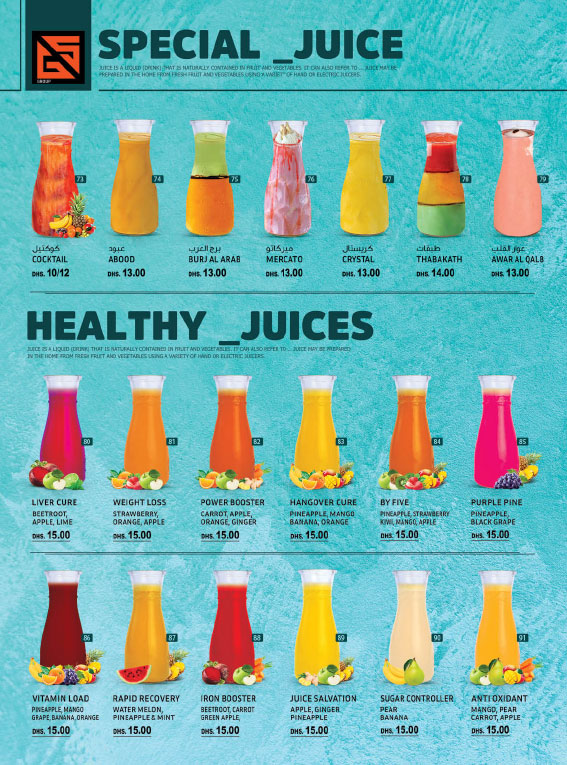 GROUP
SPECIAL _JUICE
JUICE IS A LIQUID (DRINK) THAT IS NATURALLY CONTAINED IN FRUIT AND VEGETABLES. IT CAN ALSO REFER TO ... JUICE MAY BE
PREPARED IN THE HOME FROM FRESH FRUIT AND VEGETABLES USING A VARIETY OF HAND OR ELECTRIC JUICERS.
73 74 75 76 77 78 79
كوكتيل عبود برج العرب ميركاتو كريستال طبقات عوار القلب
COCKTAIL ABOOD BURJ AL ARAB MERCATO CRYSTAL THABAKATH AWAR AL QALB
DHS. 10/12 DHS. 13.00 DHS. 13.00 DHS. 13.00 DHS. 13.00 DHS. 14.00 DHS. 13.00
HEALTHY _JUICES
JUICE IS A LIQUID (DRINK) THAT IS NATURALLY CONTAINED IN FRUIT AND VEGETABLES. IT CAN ALSO REFER TO ... JUICE MAY BE PREPARED
IN THE HOME FROM FRESH FRUIT AND VEGETABLES USING A VARIETY OF HAND OR ELECTRIC JUICERS.
80 81 82 83 84 85
LIVER CURE WEIGHT LOSS POWER BOOSTER HANGOVER CURE BY FIVE PURPLE PINE
BEETROOT, STRAWBERRY, CARROT, APPLE, PINEAPPLE, MANGO PINEAPPLE, STRAWBERRY PINEAPPLE,
APPLE, LIME ORANGE, APPLE ORANGE, GINGER BANANA, ORANGE KIWI, MANGO, APPLE BLACK GRAPE
DHS. 15.00 DHS. 15.00 DHS. 15.00 DHS. 15.00 DHS. 15.00 DHS. 15.00
86 87 88 89 90 91
VITAMIN LOAD RAPID RECOVERY IRON BOOSTER JUICE SALVATION SUGAR CONTROLLER ANTI OXIDANT
PINEAPPLE, MANGO WATER MELON, BEETROOT, CARROT APPLE, GINGER PEAR MANGO, PEAR
GRAPE, BANANA, ORANGE PINEAPPLE & MINT GREEN APPLE, PINEAPPLE BANANA CARROT, APPLE
DHS. 15.00 DHS. 15.00 DHS. 15.00 DHS. 15.00 DHS. 15.00 DHS. 15.00